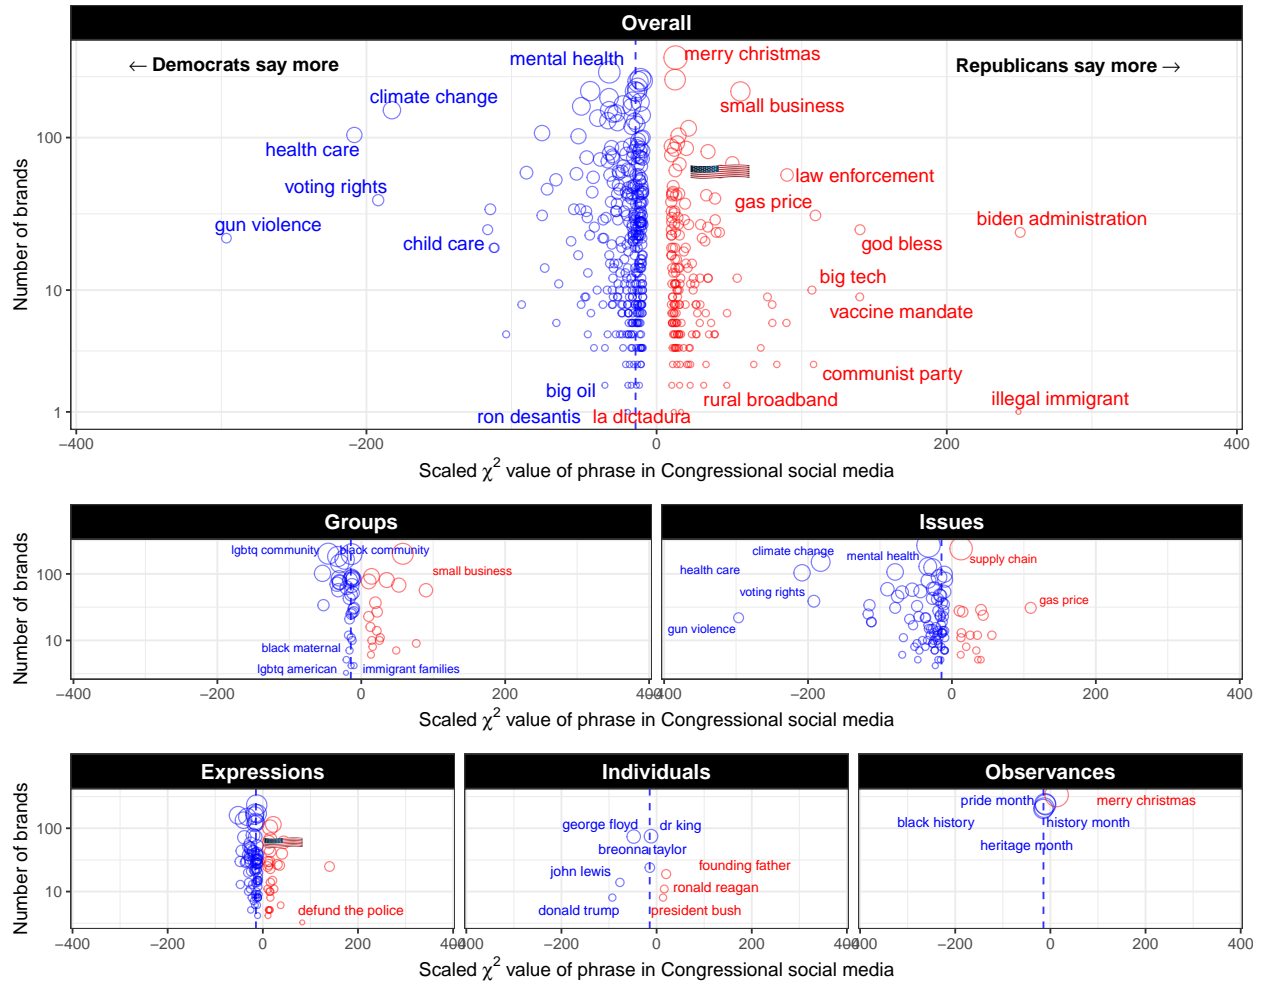 Overall
← Democrats say more
Republicans say more →
mental health
merry christmas
climate change
small business
health care
voting rights
law enforcement
gas price
gun violence
biden administration
child care
god bless
big tech
vaccine mandate
communist party
big oil
rural broadband
illegal immigrant
ron desantis
la dictadura
Number of brands
100
10
1
−400
−200
0
200
400
Scaled χ2 value of phrase in Congressional social media
Groups
lgbtq community
black community
small business
black maternal
lgbtq american
immigrant families
Number of brands
100
10
−400
−200
0
200
400
Issues
climate change
mental health
supply chain
health care
voting rights
gas price
gun violence
−400
−200
0
200
400
Scaled χ2 value of phrase in Congressional social media
Expressions
defund the police
Number of brands
100
10
−400
−200
0
200
400
Individuals
george floyd
dr king
breonna taylor
john lewis
founding father
ronald reagan
donald trump
president bush
−400
−200
0
200
400
Observances
pride month
merry christmas
black history
history month
heritage month
−400
−200
0
200
400
Scaled χ2 value of phrase in Congressional social media